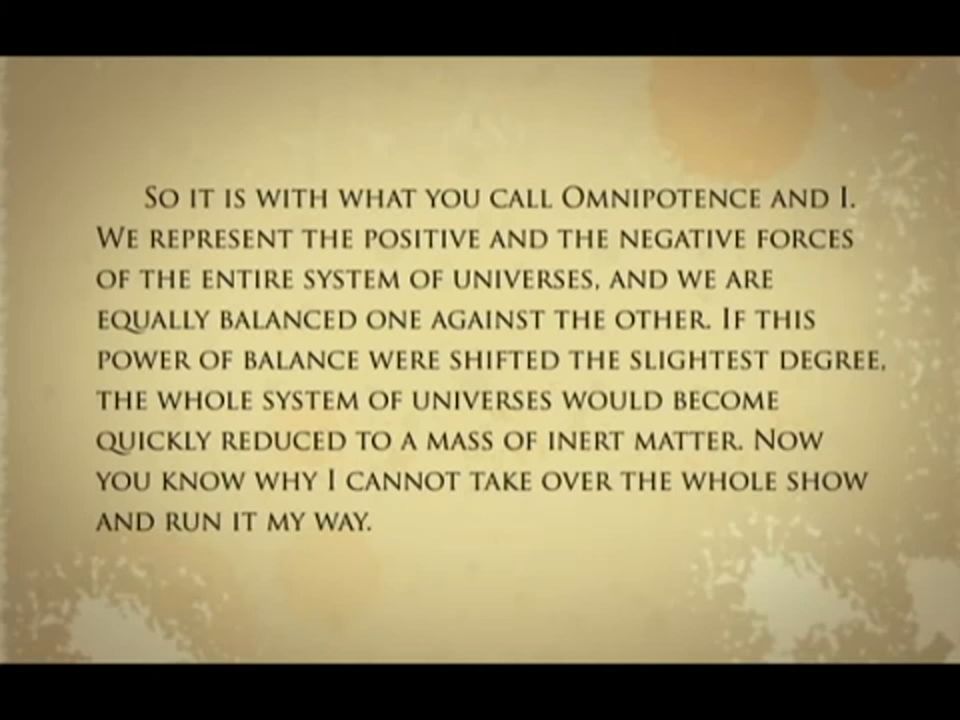 So it is with what you call Omnipotence and I.
We represent the positive and the negative forces
of the entire system of universes, and we are
equally balanced one against the other. If this
power of balance were shifted the slightest degree,
the whole system of universes would become
quickly reduced to a mass of inert matter. Now
you know why I cannot take over the whole show
and run it my way.